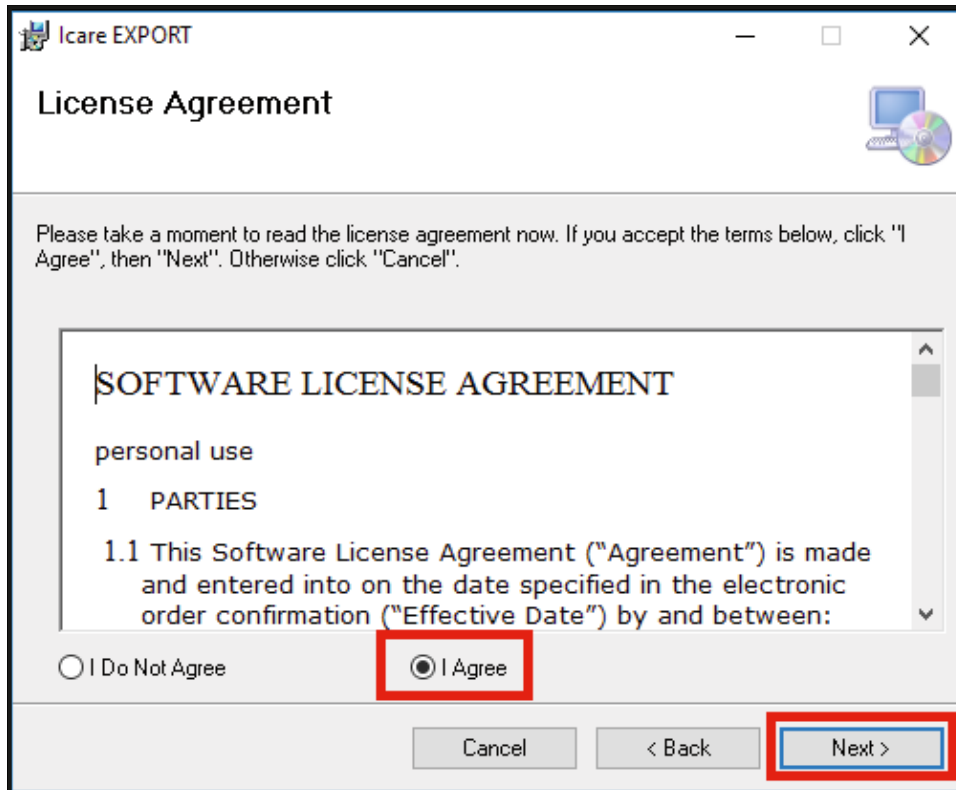 Icare EXPORT
License Agreement
Please take a moment to read the license agreement now. If you accept the terms below, click "I
Agree", then "Next". Otherwise click "Cancel".
SOFTWARE LICENSE AGREEMENT
personal use
1 PARTIES
1.1 This Software License Agreement (“Agreement”) is made
and entered into on the date specified in the electronic
order confirmation (“Effective Date”) by and between:
I Do Not Agree
I Agree
Cancel
< Back
Next >